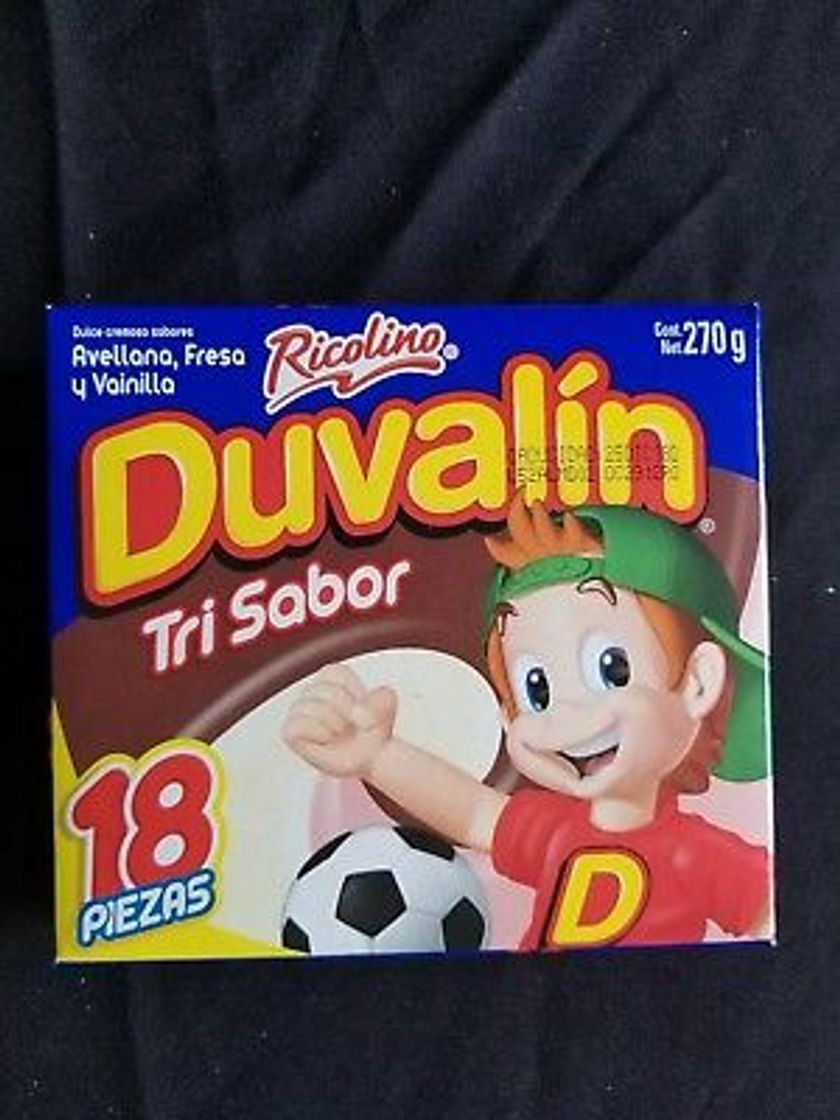 Dulce cremoso sabores
Avellana, Fresa
y Vainilla
Ricolino®
Cont.
Net. 270 g
Duvalín®
Tri Sabor
18
PIEZAS
D